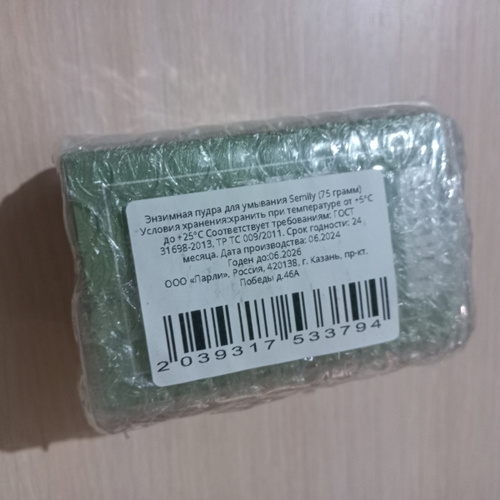 Энзимная пудра для умывания Semily (75 грамм)
Условия хранения:хранить при температуре от +5°C
до +25°C Соответствует требованиям: ГОСТ
31698-2013, ТР ТС 009/2011. Срок годности: 24
месяца. Дата производства: 06.2024
Годен до:06.2026
ООО «Парли», Россия, 420138, г. Казань, пр-кт.
Победы д.46А
2 039317 533794